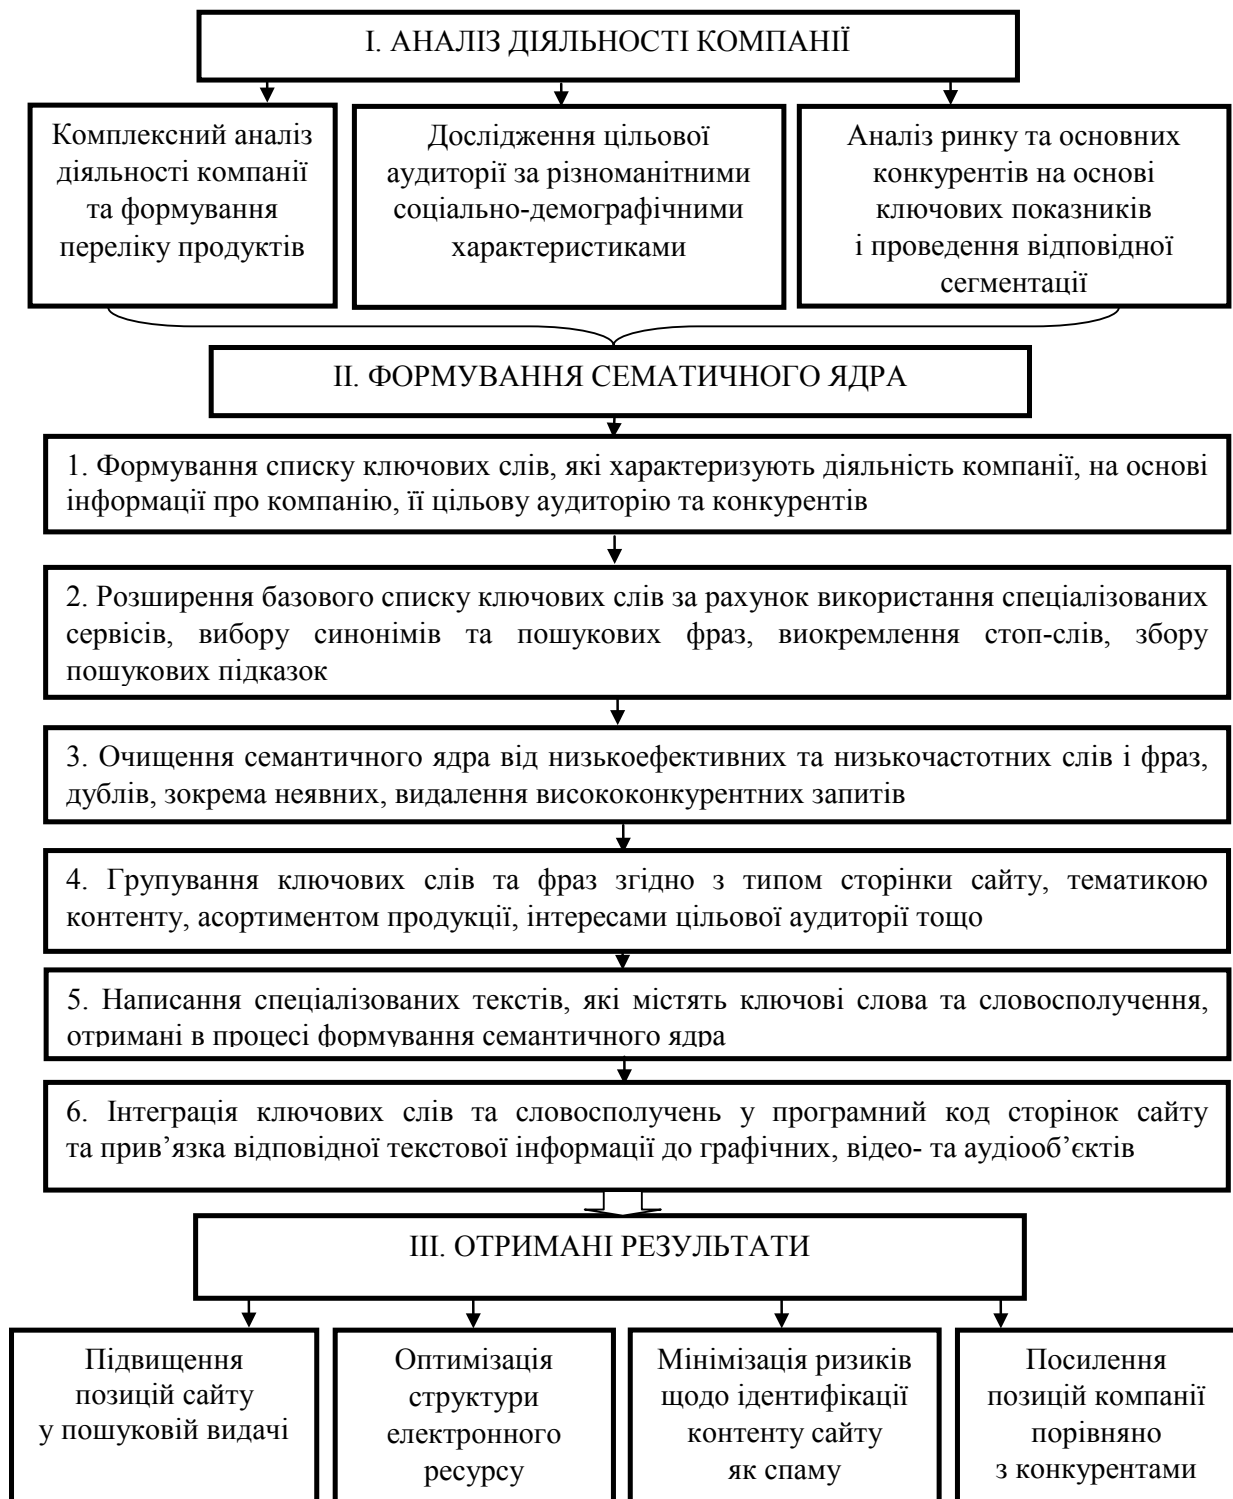 І. АНАЛІЗ ДІЯЛЬНОСТІ КОМПАНІЇ
Комплексний аналіз
діяльності компанії
та формування
переліку продуктів
Дослідження цільової
аудиторії за різноманітними
соціально-демографічними
характеристиками
Аналіз ринку та основних
конкурентів на основі
ключових показників
і проведення відповідної
сегментації
ІІ. ФОРМУВАННЯ СЕМАТИЧНОГО ЯДРА
1. Формування списку ключових слів, які характеризують діяльність компанії, на основі
інформації про компанію, її цільову аудиторію та конкурентів
2. Розширення базового списку ключових слів за рахунок використання спеціалізованих
сервісів, вибору синонімів та пошукових фраз, виокремлення стоп-слів, збору
пошукових підказок
3. Очищення семантичного ядра від низькоефективних та низькочастотних слів і фраз,
дублів, зокрема неявних, видалення висококонкурентних запитів
4. Групування ключових слів та фраз згідно з типом сторінки сайту, тематикою
контенту, асортиментом продукції, інтересами цільової аудиторії тощо
5. Написання спеціалізованих текстів, які містять ключові слова та словосполучення,
отримані в процесі формування семантичного ядра
6. Інтеграція ключових слів та словосполучень у програмний код сторінок сайту
та прив’язка відповідної текстової інформації до графічних, відео- та аудіооб’єктів
ІІІ. ОТРИМАНІ РЕЗУЛЬТАТИ
Підвищення
позицій сайту
у пошуковій видачі
Оптимізація
структури
електронного
ресурсу
Мінімізація ризиків
щодо ідентифікації
контенту сайту
як спаму
Посилення
позицій компанії
порівняно
з конкурентами